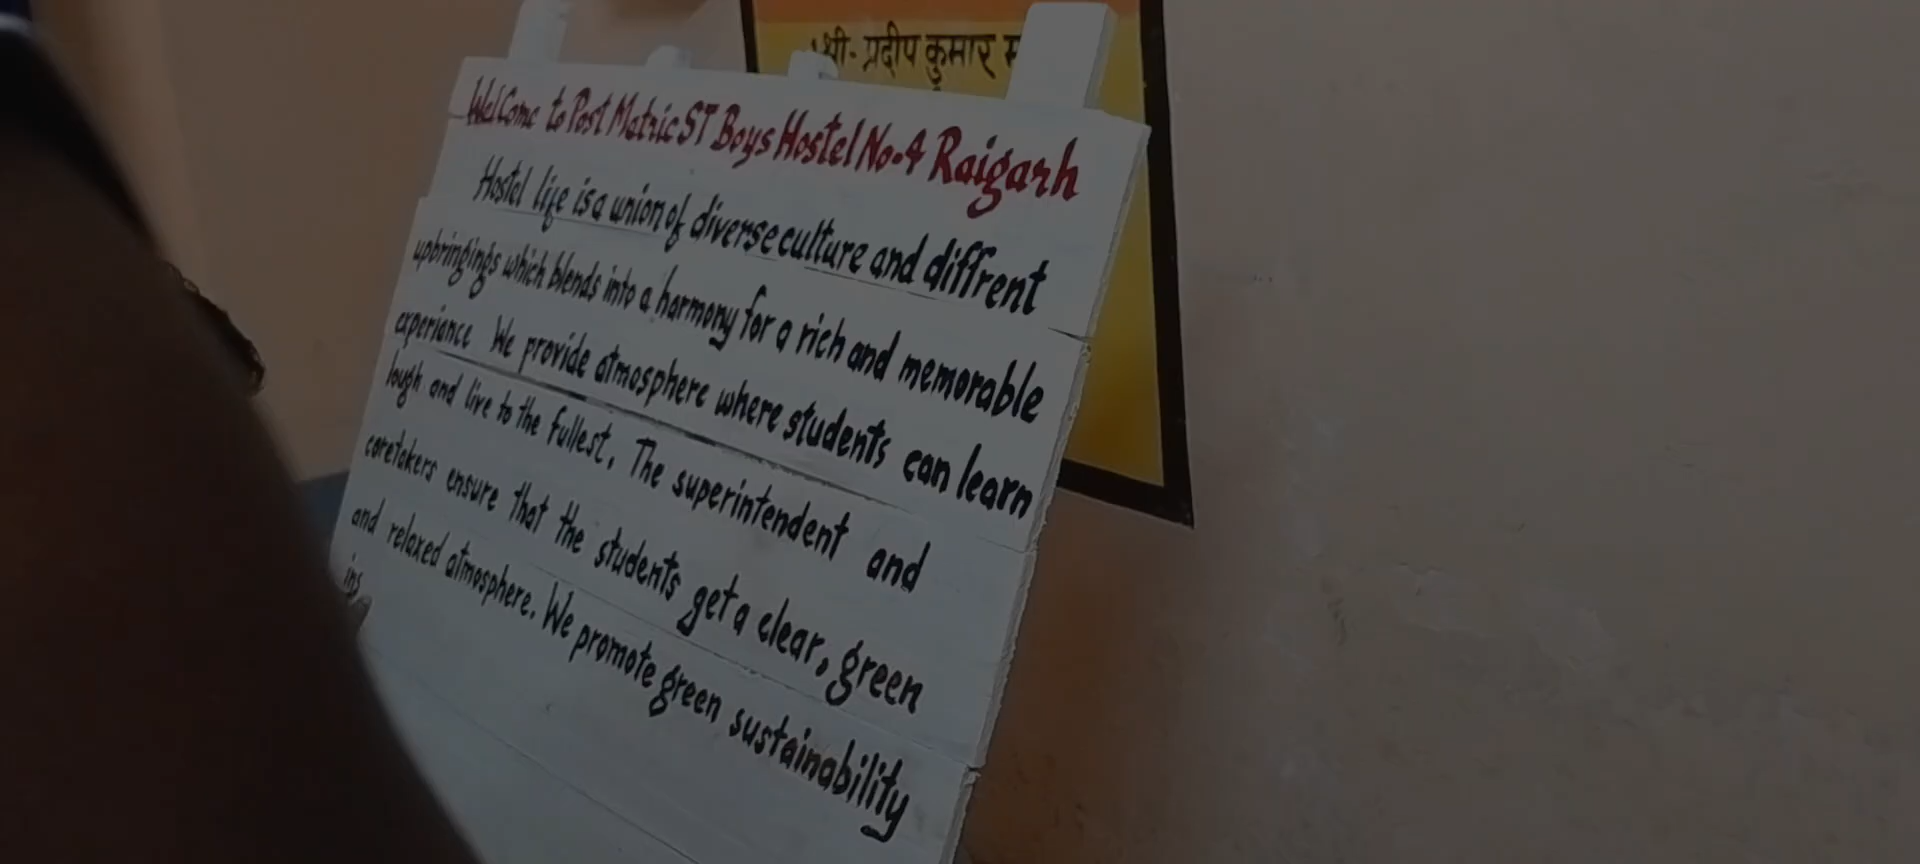 श्री- प्रदीप कुमार
Welcome to Post Matric ST Boys Hostel No-4 Raigarh
Hostel life is a union of diverse culture and diffrent
upbringings which blends into a harmony for a rich and memorable
experiance We provide atmosphere where students can learn
lough and live to the fullest. The superintendent and
caretakers ensure that the students get a clear, green
and relaxed atmosphere. We promote green sustainability
ins